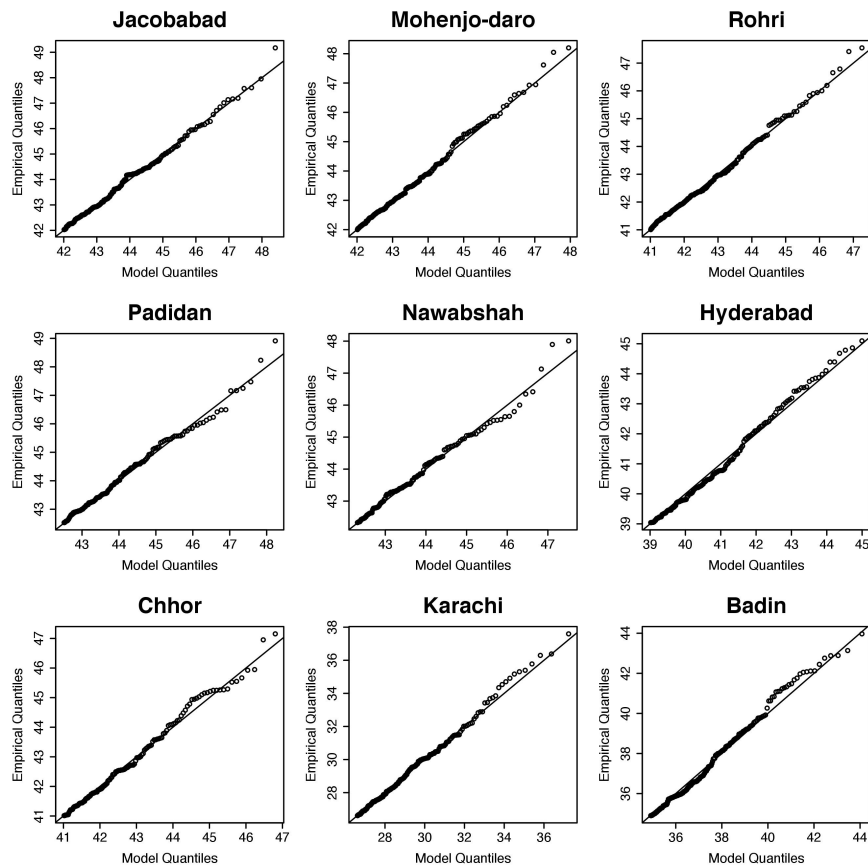 Jacobabad
Empirical Quantiles
42 43 44 45 46 47 48 49
42 43 44 45 46 47 48
Model Quantiles
Mohenjo-daro
Empirical Quantiles
42 43 44 45 46 47 48
42 43 44 45 46 47 48
Model Quantiles
Rohri
Empirical Quantiles
41 42 43 44 45 46 47
41 42 43 44 45 46 47
Model Quantiles
Padidan
Empirical Quantiles
43 44 45 46 47 48 49
43 44 45 46 47 48
Model Quantiles
Nawabshah
Empirical Quantiles
43 44 45 46 47 48
43 44 45 46 47
Model Quantiles
Hyderabad
Empirical Quantiles
39 40 41 42 43 44 45
39 40 41 42 43 44 45
Model Quantiles
Chhor
Empirical Quantiles
41 42 43 44 45 46 47
41 42 43 44 45 46 47
Model Quantiles
Karachi
Empirical Quantiles
28 30 32 34 36 38
28 30 32 34 36
Model Quantiles
Badin
Empirical Quantiles
36 38 40 42 44
36 38 40 42 44
Model Quantiles